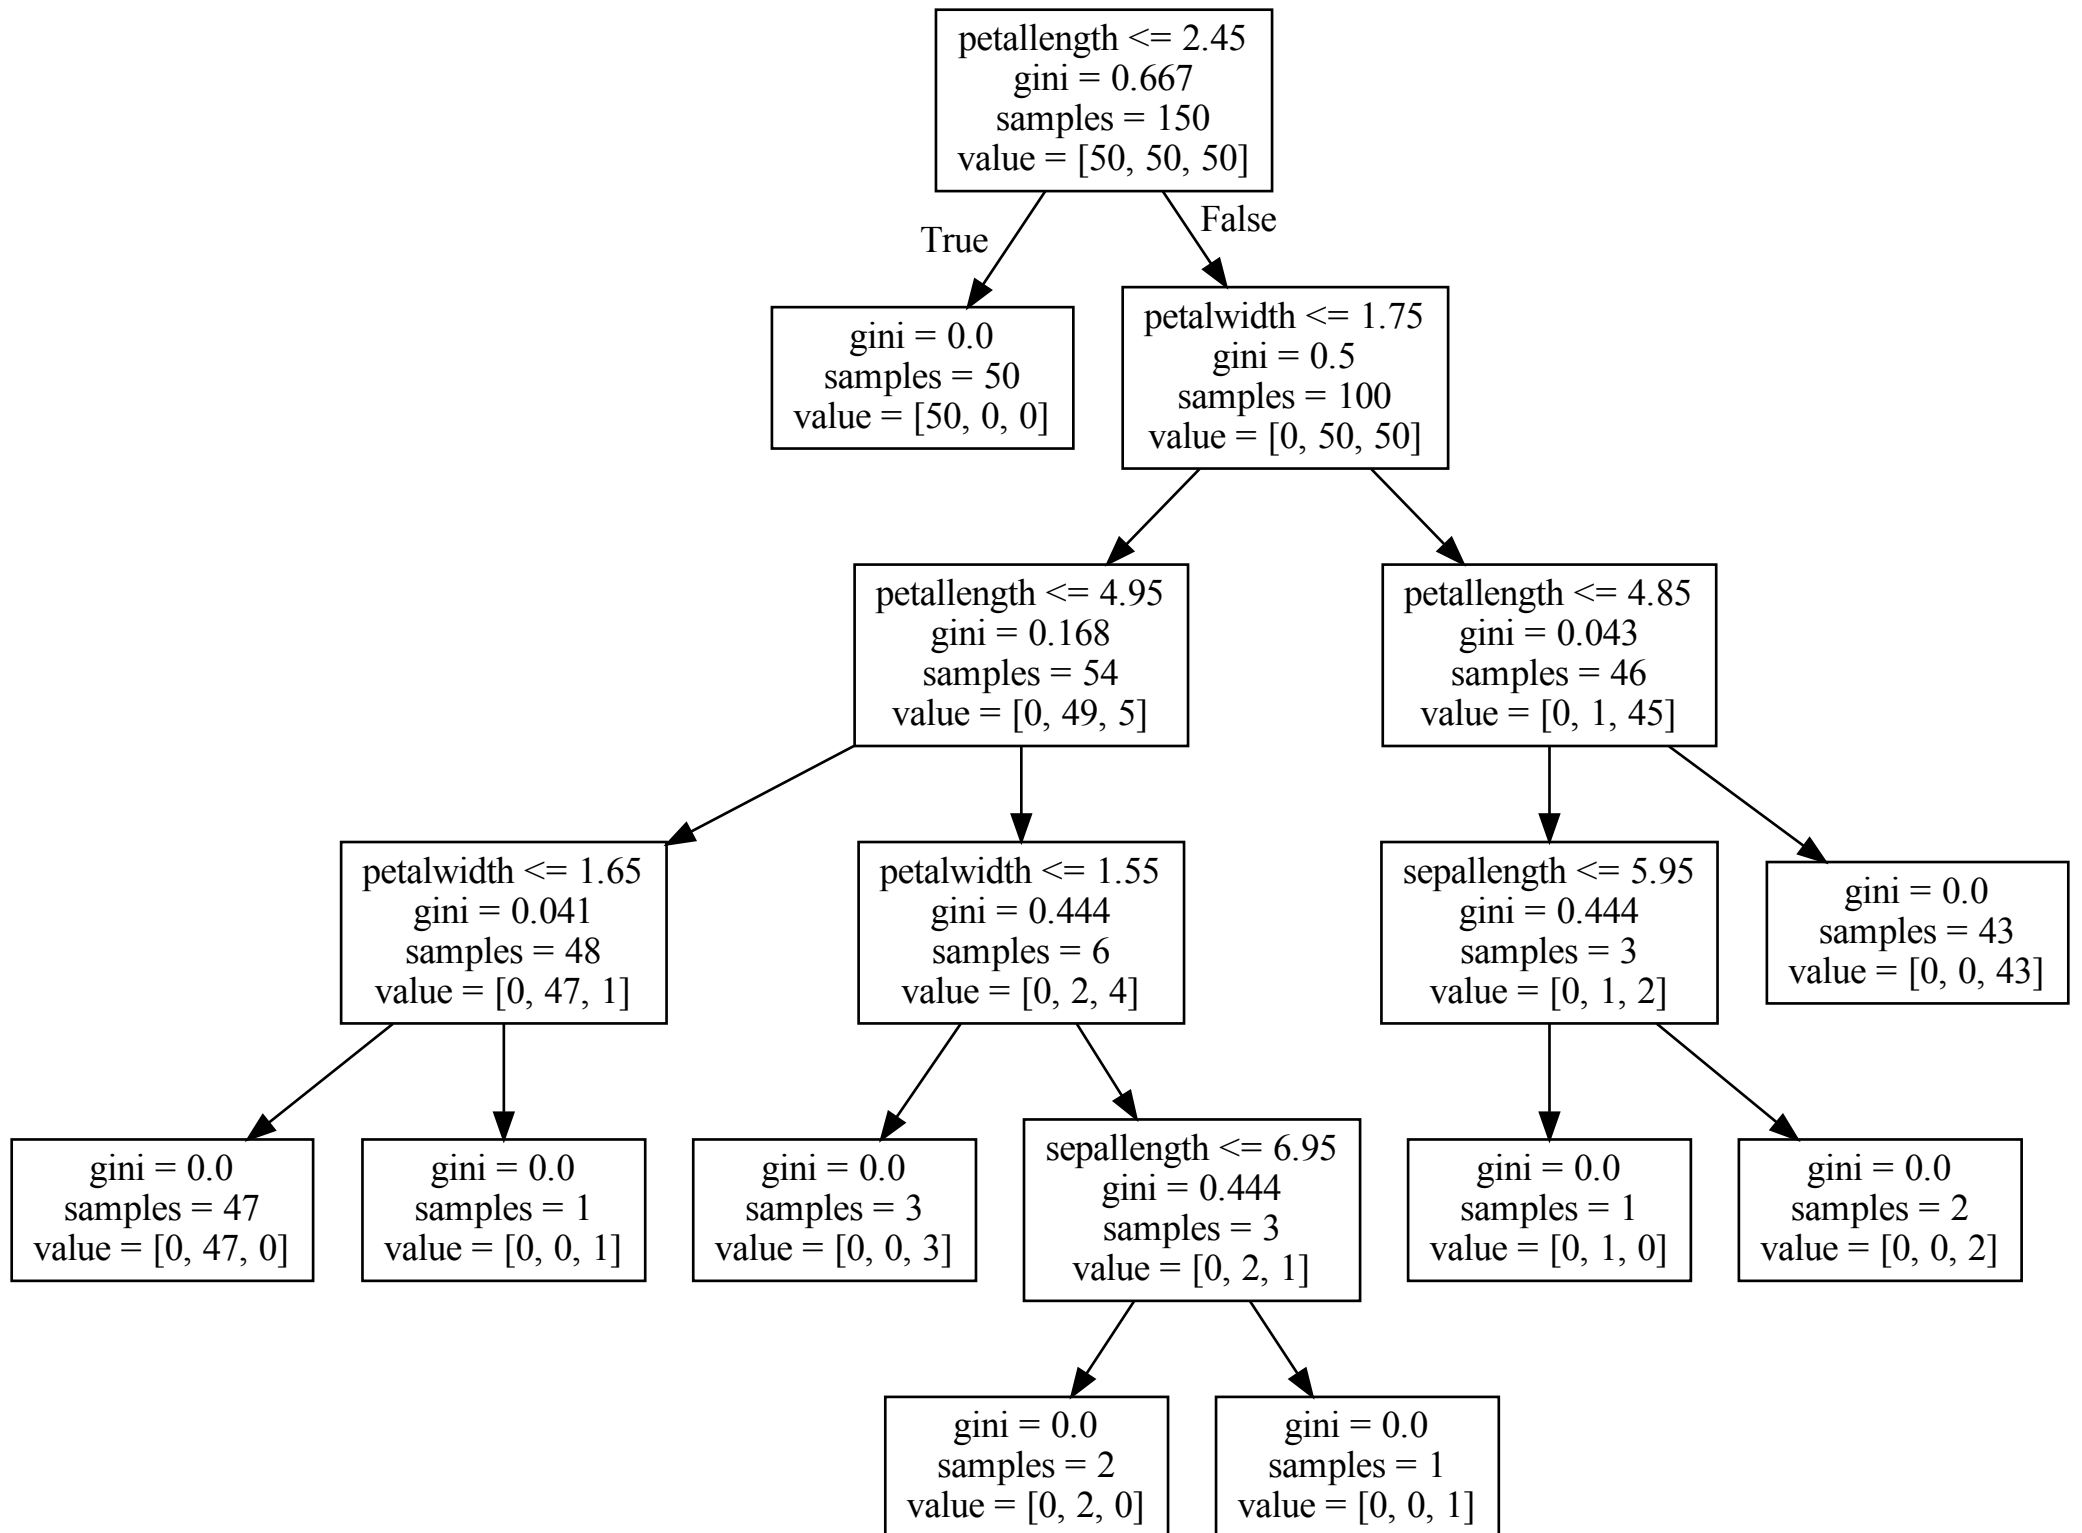 petallength <= 2.45
gini = 0.667
samples = 150
value = [50, 50, 50]
True
False
gini = 0.0
samples = 50
value = [50, 0, 0]
petalwidth <= 1.75
gini = 0.5
samples = 100
value = [0, 50, 50]
petallength <= 4.95
gini = 0.168
samples = 54
value = [0, 49, 5]
petallength <= 4.85
gini = 0.043
samples = 46
value = [0, 1, 45]
petalwidth <= 1.65
gini = 0.041
samples = 48
value = [0, 47, 1]
petalwidth <= 1.55
gini = 0.444
samples = 6
value = [0, 2, 4]
sepallength <= 5.95
gini = 0.444
samples = 3
value = [0, 1, 2]
gini = 0.0
samples = 43
value = [0, 0, 43]
gini = 0.0
samples = 47
value = [0, 47, 0]
gini = 0.0
samples = 1
value = [0, 0, 1]
gini = 0.0
samples = 3
value = [0, 0, 3]
sepallength <= 6.95
gini = 0.444
samples = 3
value = [0, 2, 1]
gini = 0.0
samples = 1
value = [0, 1, 0]
gini = 0.0
samples = 2
value = [0, 0, 2]
gini = 0.0
samples = 2
value = [0, 2, 0]
gini = 0.0
samples = 1
value = [0, 0, 1]